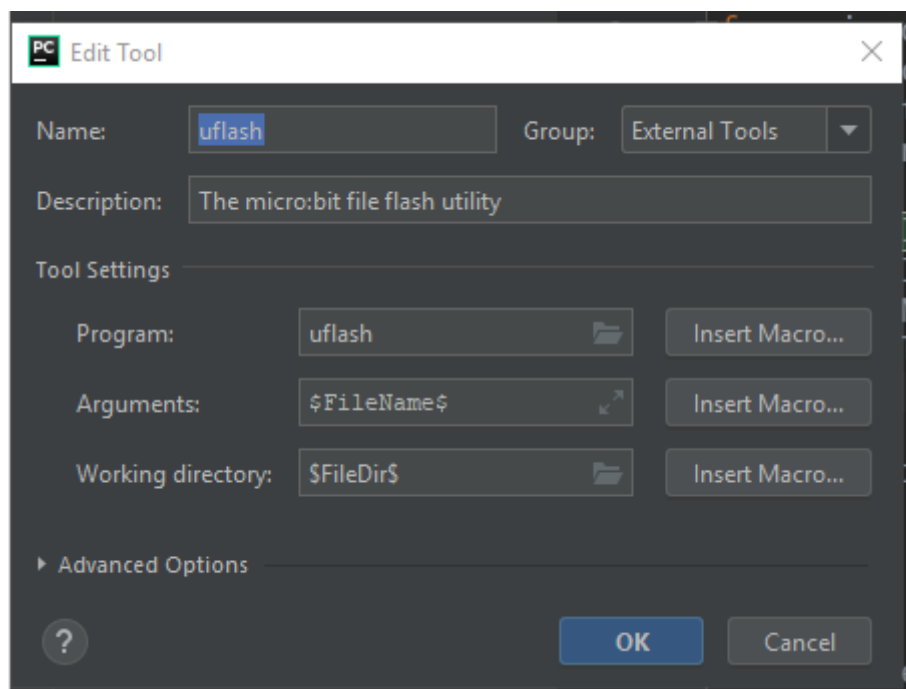 PC Edit Tool
Name: uflash Group: External Tools
Description: The micro:bit file flash utility
Tool Settings
Program: uflash Insert Macro...
Arguments: $FileName$ Insert Macro...
Working directory: $FileDir$ Insert Macro...
Advanced Options
? OK Cancel